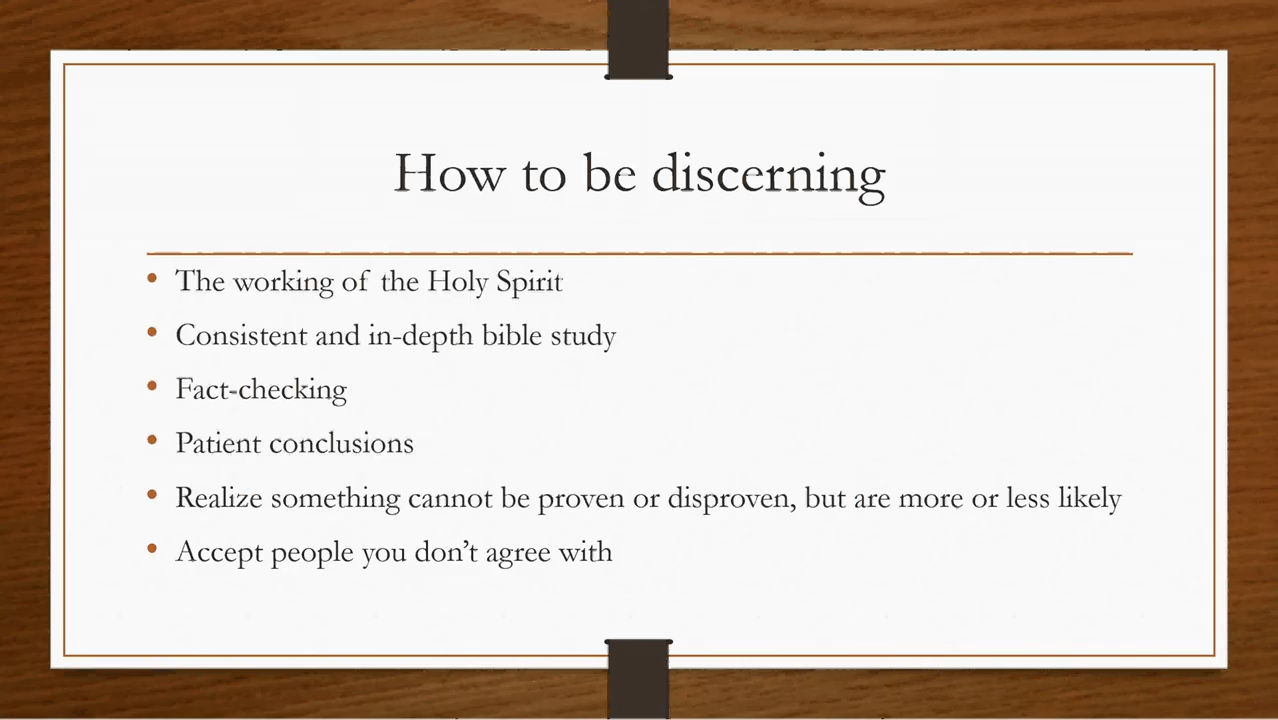 How to be discerning
• The working of the Holy Spirit
• Consistent and in-depth bible study
• Fact-checking
• Patient conclusions
• Realize something cannot be proven or disproven, but are more or less likely
• Accept people you don’t agree with